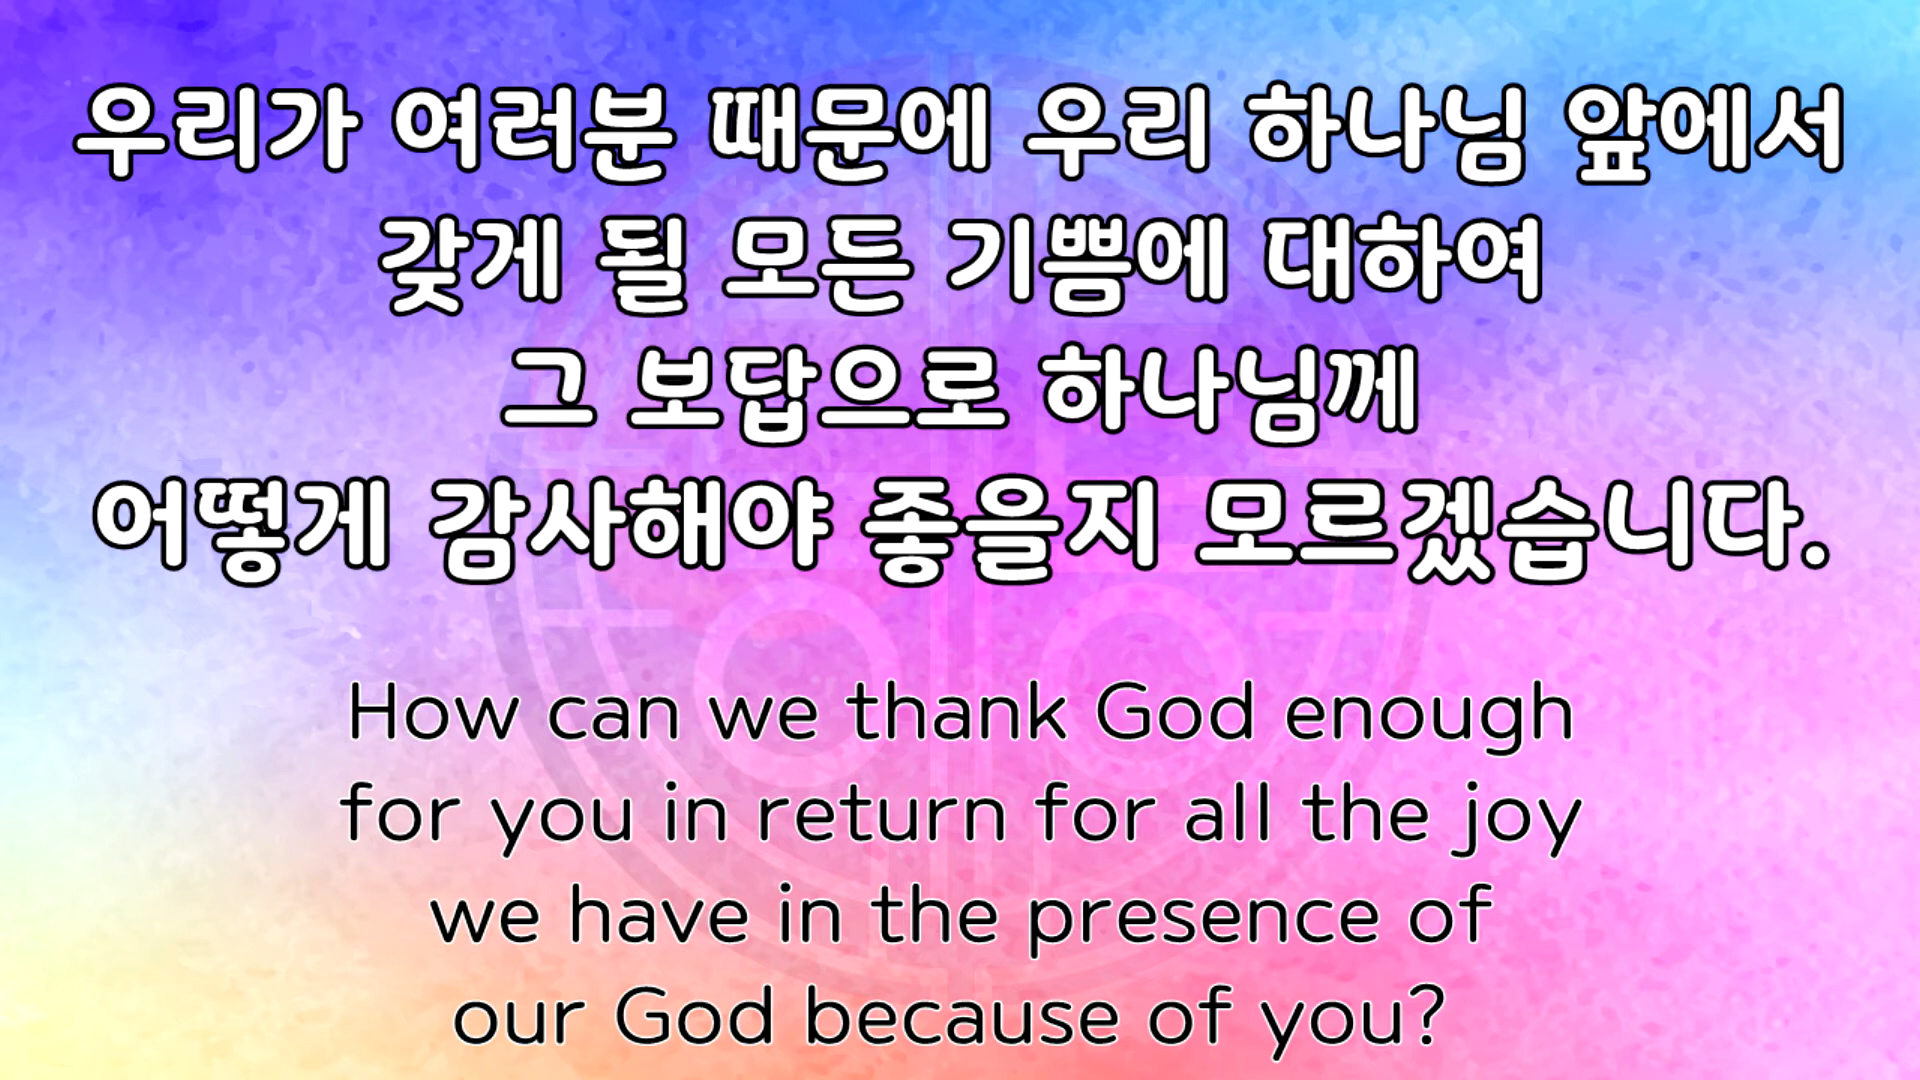 우리가 여러분 때문에 우리 하나님 앞에서
갖게 될 모든 기쁨에 대하여
그 보답으로 하나님께
어떻게 감사해야 좋을지 모르겠습니다.
How can we thank God enough
for you in return for all the joy
we have in the presence of
our God because of you?